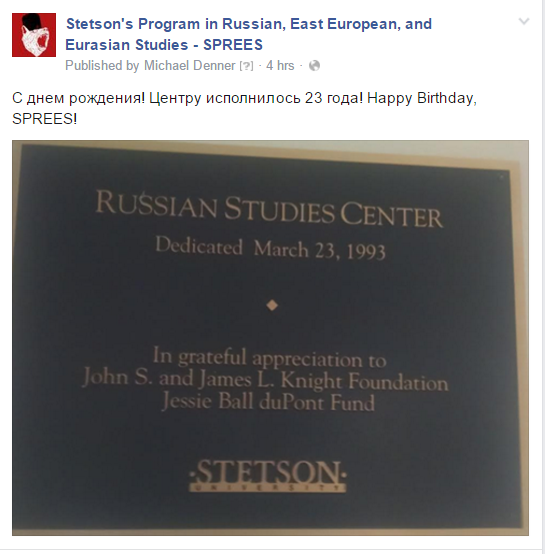 Stetson's Program in Russian, East European, and
Eurasian Studies - SPREES
Published by Michael Denner [?] · 4 hrs ·
С днем рождения! Центру исполнилось 23 года! Happy Birthday,
SPREES!
RUSSIAN STUDIES CENTER
Dedicated March 23, 1993
In grateful appreciation to
John S. and James L. Knight Foundation
Jessie Ball duPont Fund
·STETSON·
UNIVERSITY